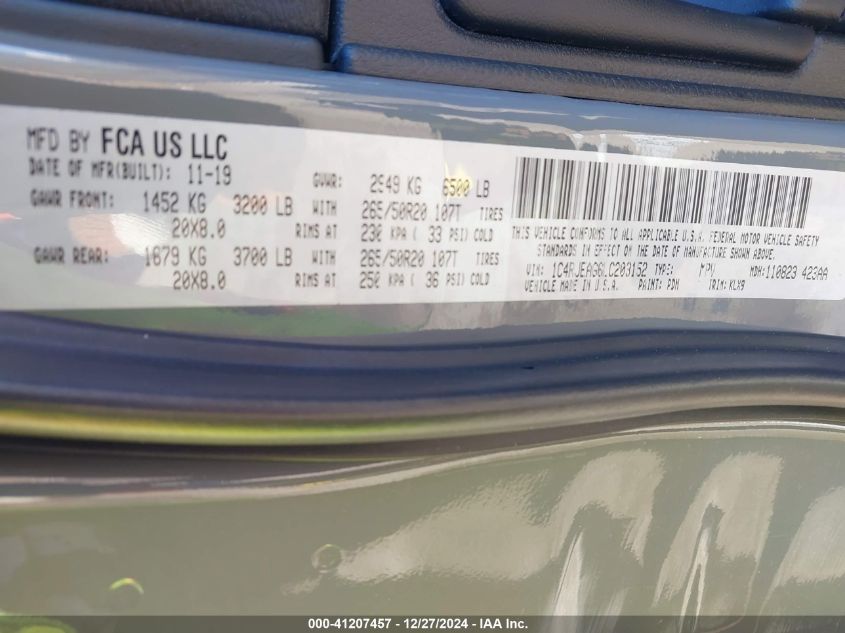 MFD BY FCA US LLC
DATE OF MFR(BUILT): 11-19 GVWR: 2949 KG 6500 LB
GAWR FRONT: 1452 KG 3200 LB WITH 265/50R20 107T TIRES
20X8.0 RIMS AT 230 KPA ( 33 PSI) COLD
GAWR REAR: 1679 KG 3700 LB WITH 265/50R20 107T TIRES
20X8.0 RIMS AT 250 KPA ( 36 PSI) COLD
THIS VEHICLE CONFORMS TO ALL APPLICABLE U.S.A. FEDERAL MOTOR VEHICLE SAFETY
STANDARDS IN EFFECT ON THE DATE OF MANUFACTURE SHOWN ABOVE.
VIN: 1C4RJEAG6LC203152 TYPE: MPV MDH: 110823 423AA
VEHICLE MADE IN U.S.A. PAINT: PDN TRIM: KLX9
000-41207457 - 12/27/2024 - IAA Inc.